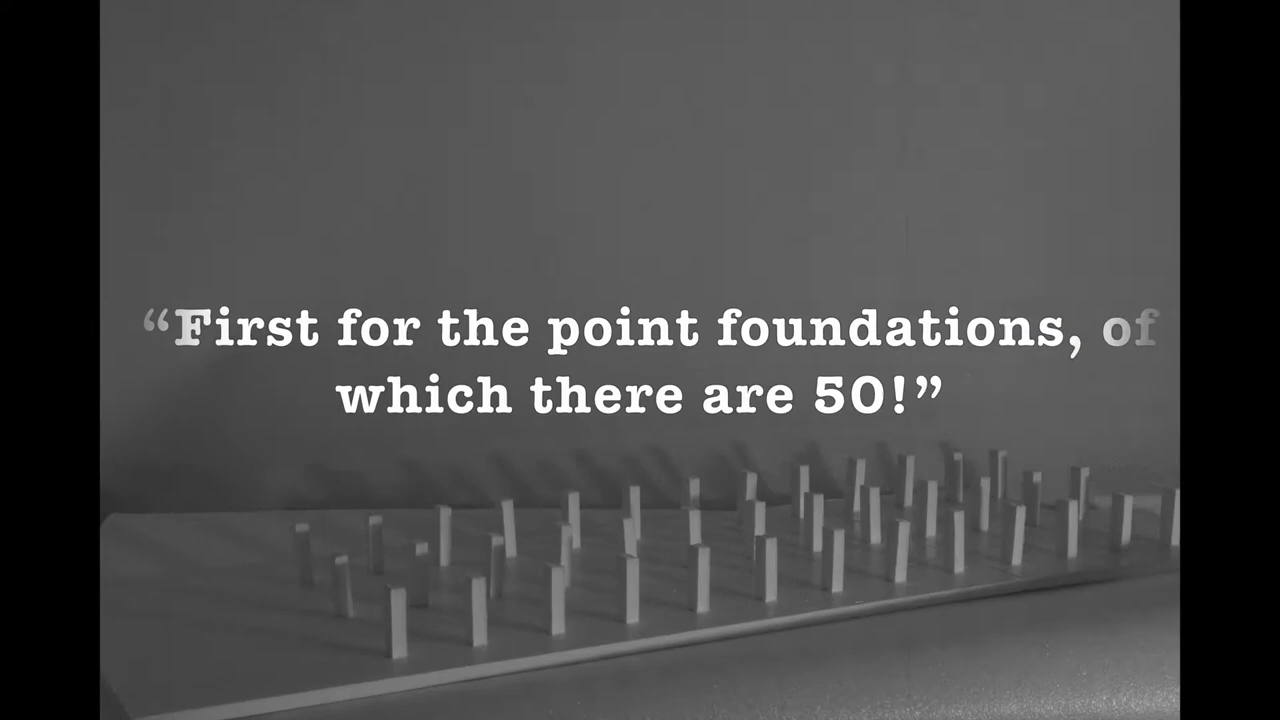 “First for the point foundations, of
which there are 50!”